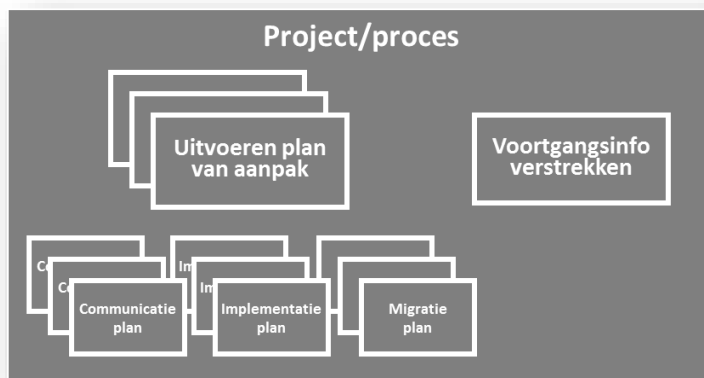 Project/proces
Uitvoeren plan
van aanpak
Voortgangsinfo
verstrekken
Communicatie
plan
Implementatie
plan
Migratie
plan